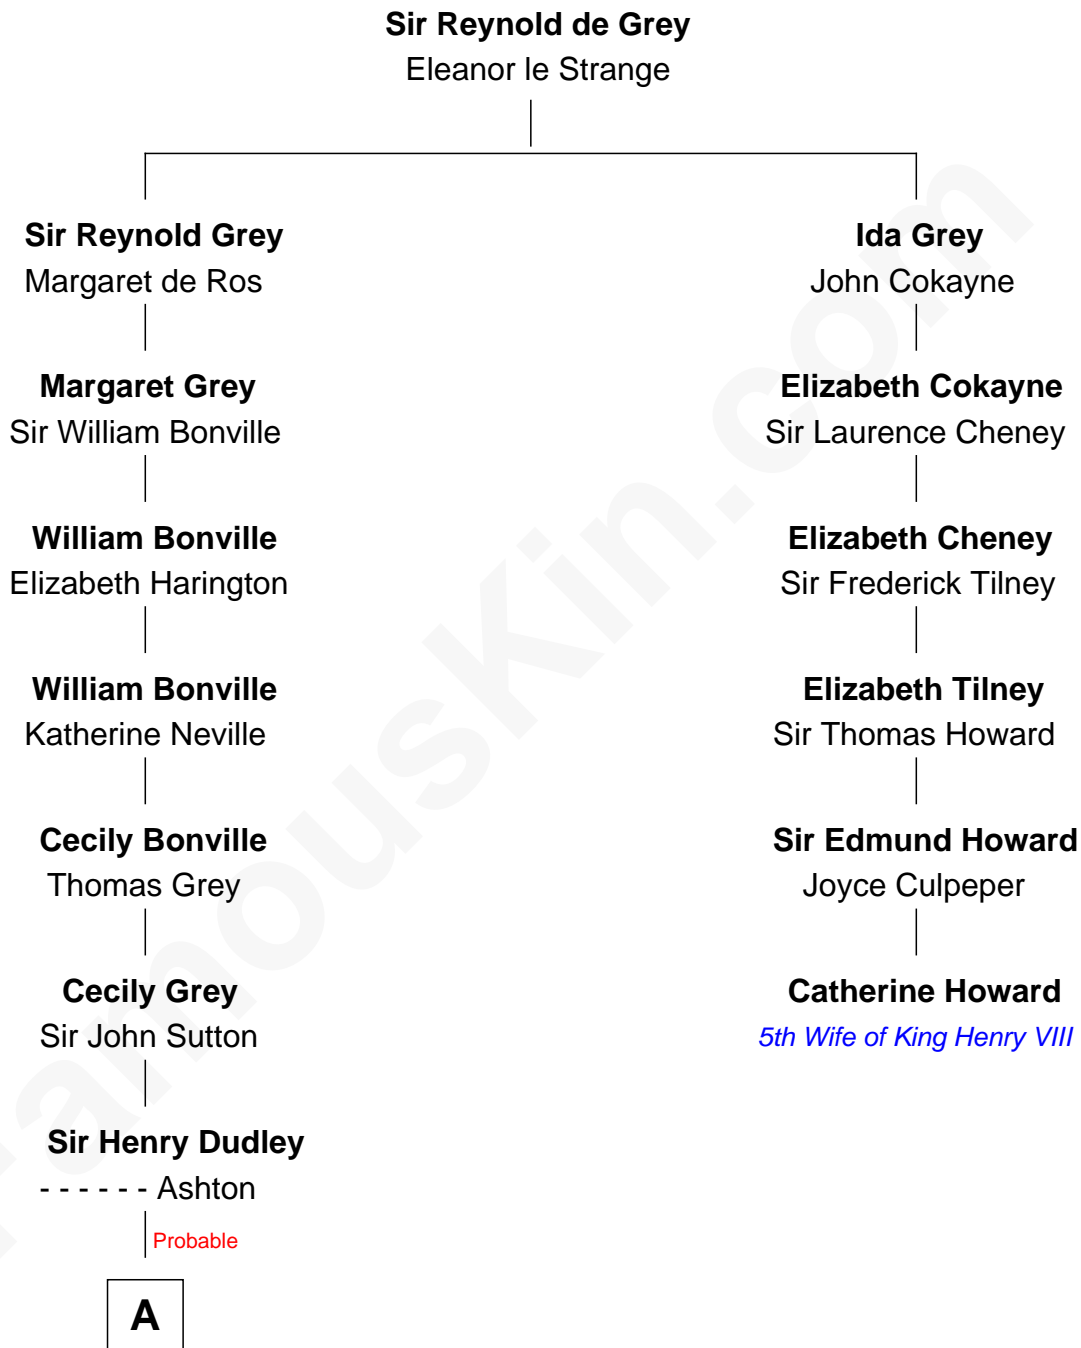 Sir Reynold de Grey
Eleanor le Strange
Sir Reynold Grey
Margaret de Ros
Ida Grey
John Cokayne
Margaret Grey
Sir William Bonville
Elizabeth Cokayne
Sir Laurence Cheney
William Bonville
Elizabeth Harington
Elizabeth Cheney
Sir Frederick Tilney
William Bonville
Katherine Neville
Elizabeth Tilney
Sir Thomas Howard
Cecily Bonville
Thomas Grey
Sir Edmund Howard
Joyce Culpeper
Cecily Grey
Sir John Sutton
Catherine Howard
5th Wife of King Henry VIII
Sir Henry Dudley
- - - - - - Ashton
Probable
A
FamousKin.com